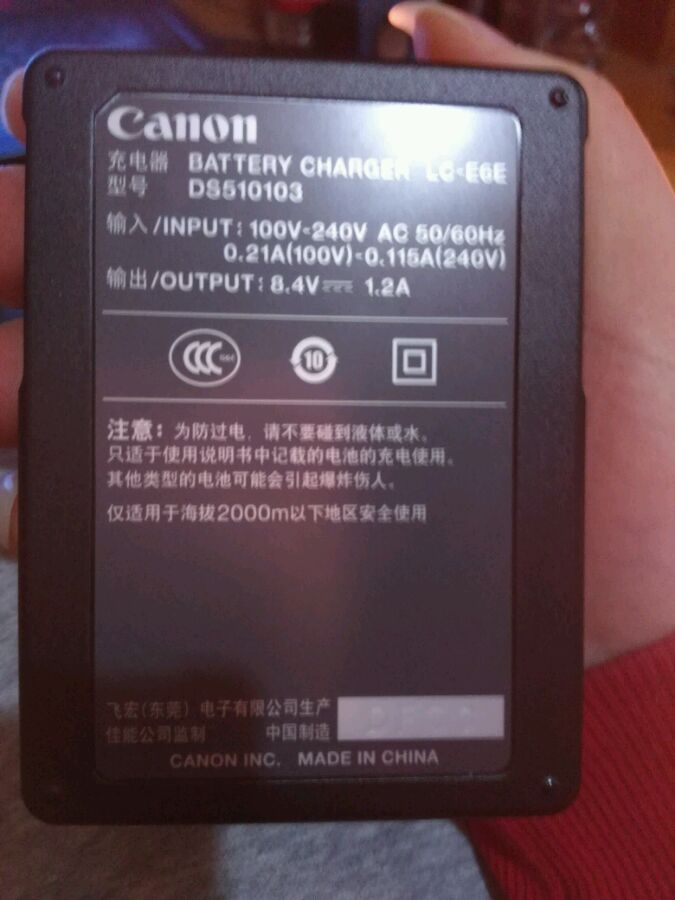 Canon
充电器 BATTERY CHARGER LC-E6E
型号 DS510103
输入/INPUT: 100V-240V AC 50/60Hz
0.21A(100V)-0.115A(240V)
输出/OUTPUT: 8.4V⎓ 1.2A
CCC
10
注意：为防过电，请不要碰到液体或水。
只适于使用说明书中记载的电池的充电使用。
其他类型的电池可能会引起爆炸伤人。
仅适用于海拔2000m以下地区安全使用
飞宏(东莞) 电子有限公司生产
佳能公司监制 中国制造
CANON INC. MADE IN CHINA